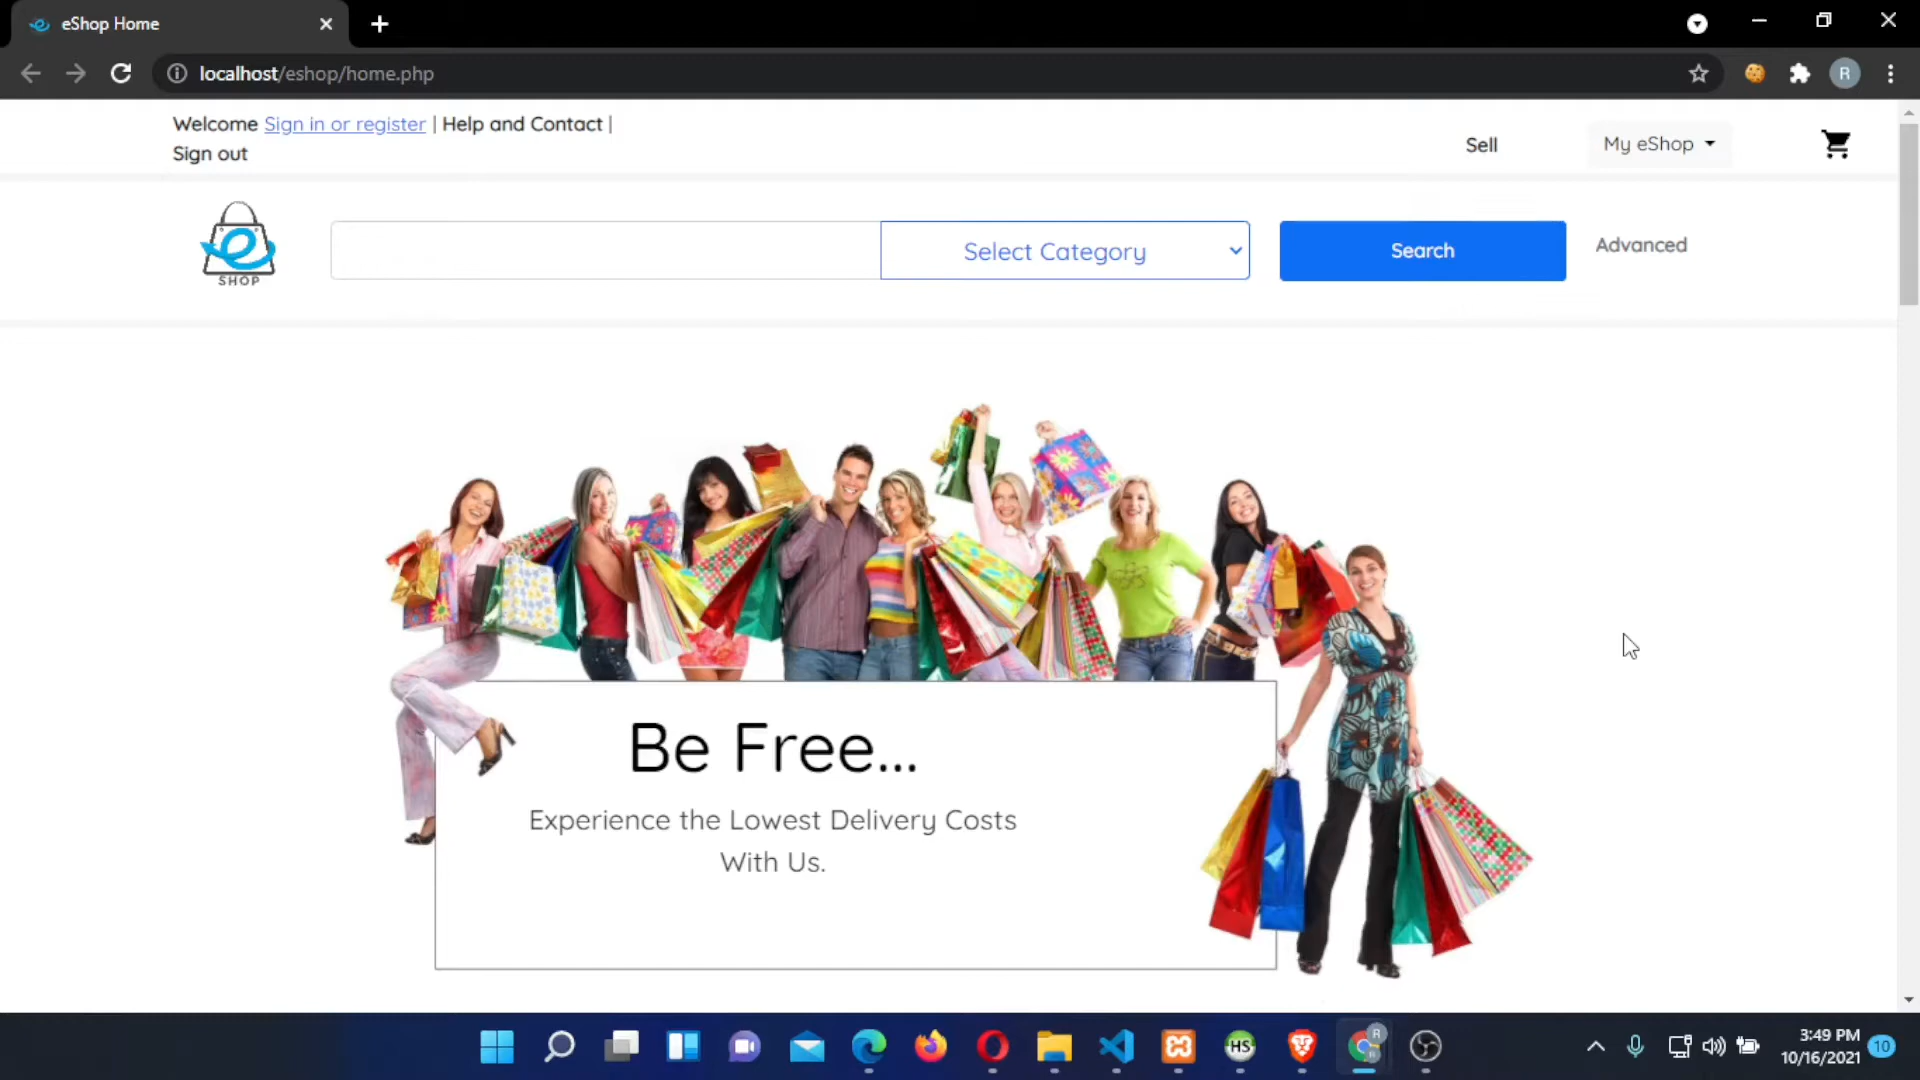 eShop Home
localhost/eshop/home.php
R
Welcome Sign in or register | Help and Contact |
Sign out
Sell
My eShop
SHOP
Select Category
Search
Advanced
Be Free...
Experience the Lowest Delivery Costs
With Us.
HS
R
3:49 PM
10/16/2021
10